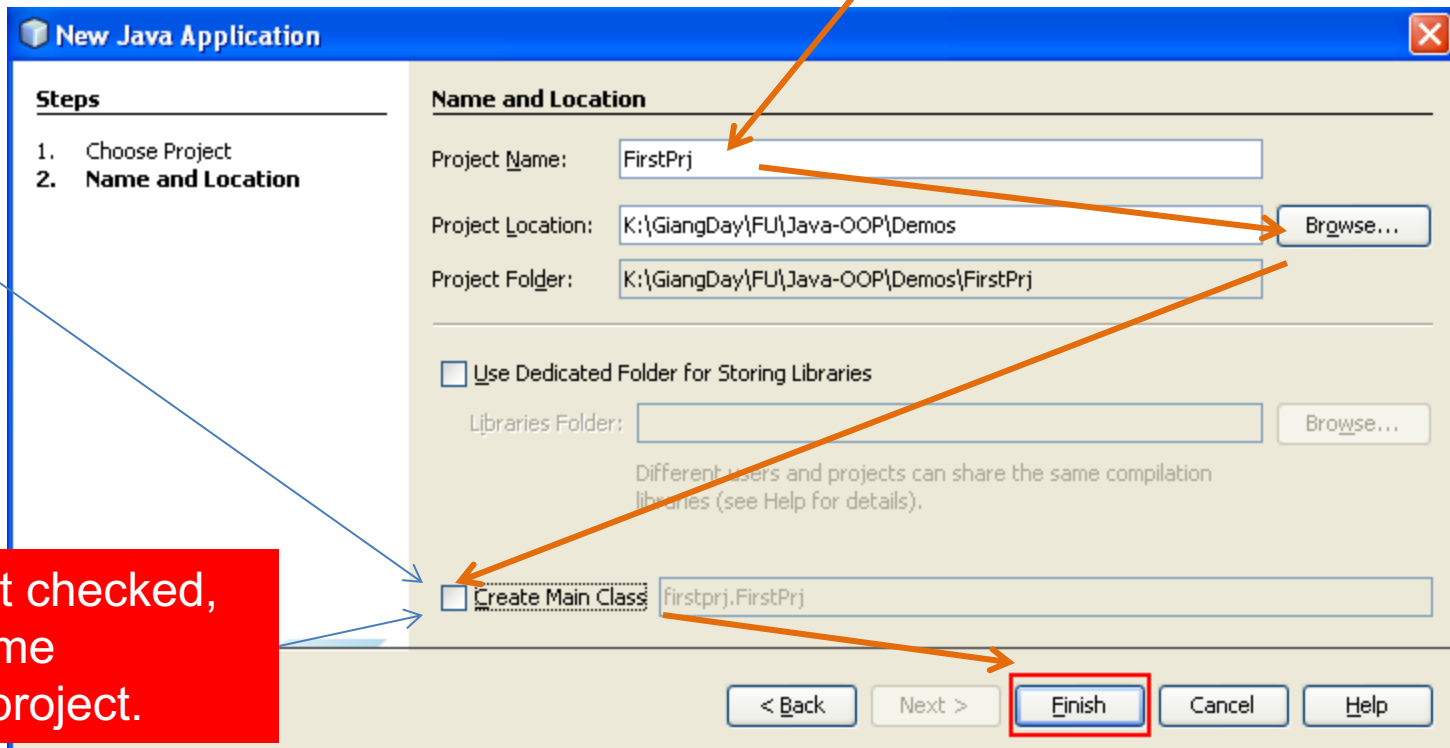 New Java Application
Steps
1. Choose Project
2. Name and Location
Name and Location
Project Name: FirstPrj
Project Location: K:\GiangDay\FU\Java-OOP\Demos Browse...
Project Folder: K:\GiangDay\FU\Java-OOP\Demos\FirstPrj
Use Dedicated Folder for Storing Libraries
Libraries Folder: Browse...
Different users and projects can share the same compilation
libraries (see Help for details).
Create Main Class firstprj.FirstPrj
checked,
project.
< Back Next > Finish Cancel Help